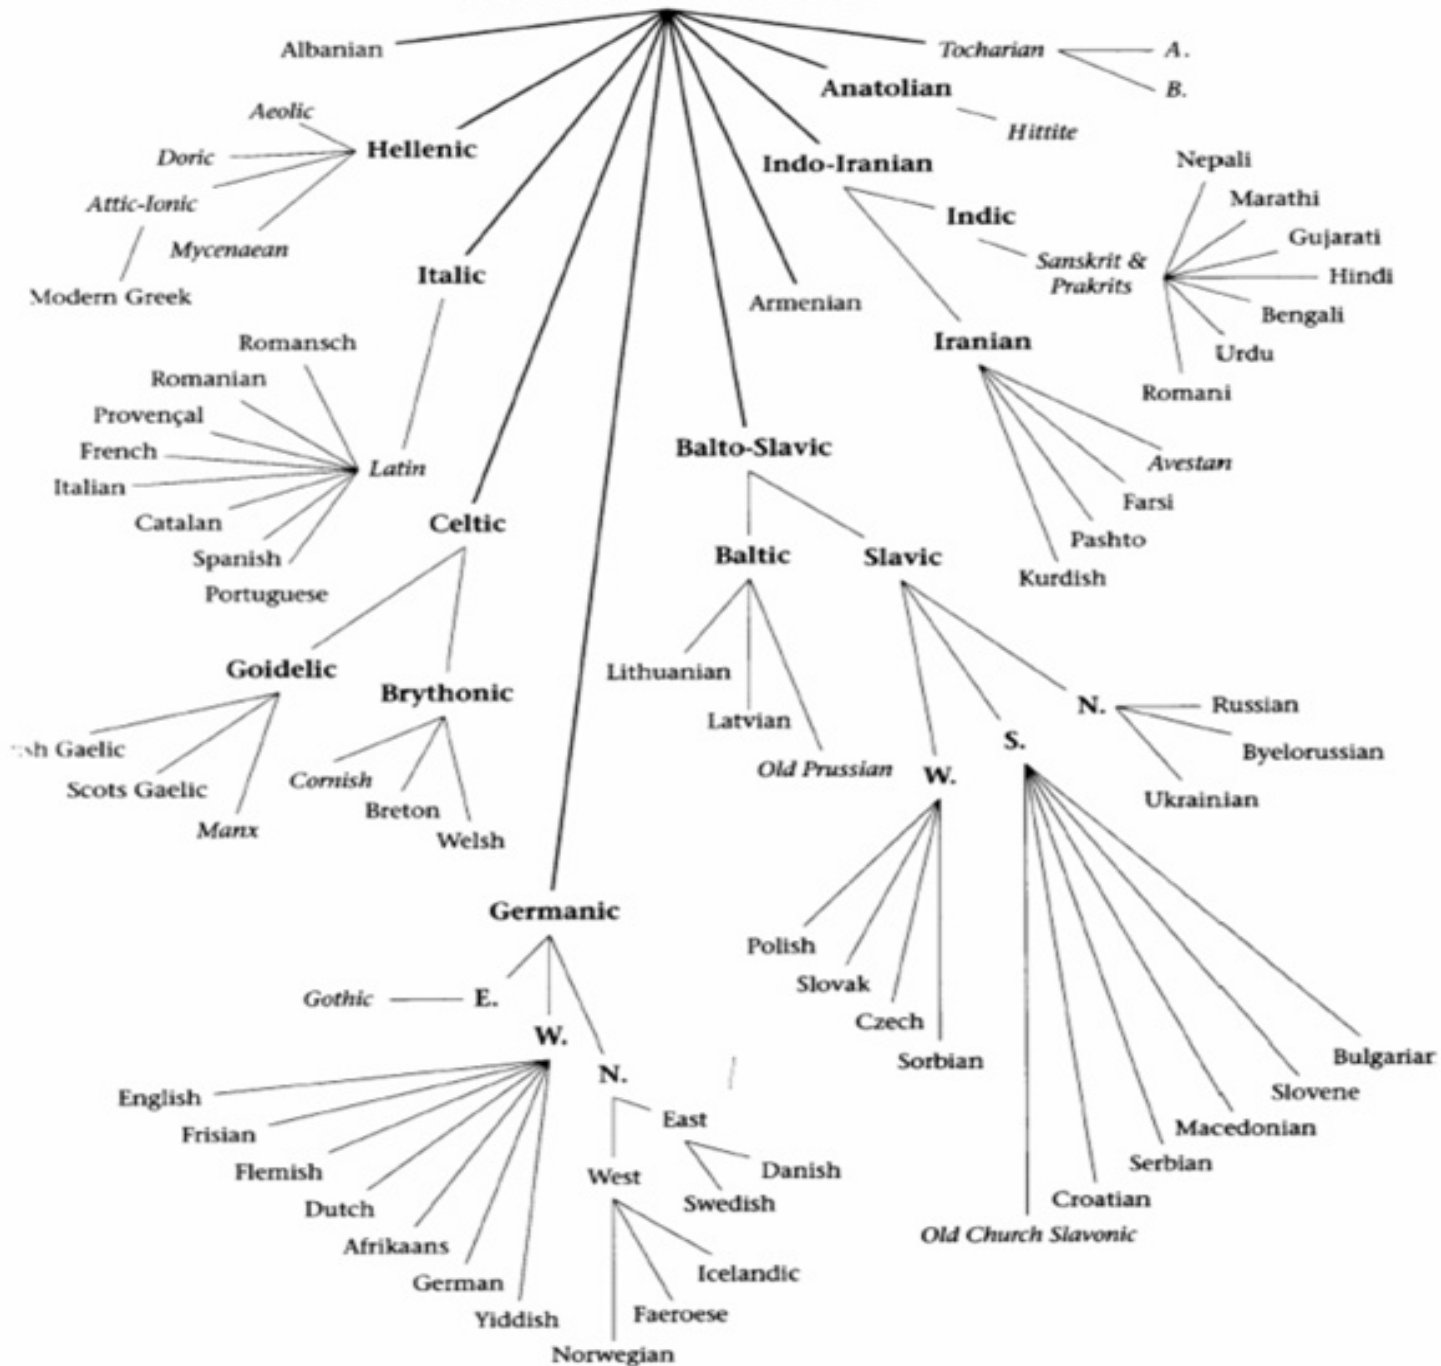 Albanian
Tocharian
A.
B.
Anatolian
Hittite
Aeolic
Doric
Hellenic
Attic-Ionic
Mycenaean
Modern Greek
Indo-Iranian
Indic
Sanskrit &
Prakrits
Nepali
Marathi
Gujarati
Hindi
Bengali
Urdu
Romani
Italic
Armenian
Iranian
Avestan
Farsi
Pashto
Kurdish
Romansch
Romanian
Provençal
French
Italian
Latin
Catalan
Spanish
Portuguese
Celtic
Balto-Slavic
Baltic
Slavic
Goidelic
Brythonic
Gaelic
Scots Gaelic
Manx
Cornish
Breton
Welsh
Lithuanian
Latvian
Old Prussian
N.
Russian
Byelorussian
Ukrainian
S.
W.
Polish
Slovak
Czech
Sorbian
Bulgariar
Slovene
Macedonian
Serbian
Croatian
Old Church Slavonic
Germanic
Gothic
E.
W.
N.
English
Frisian
Flemish
Dutch
Afrikaans
German
Yiddish
East
Danish
Swedish
West
Icelandic
Faeroese
Norwegian